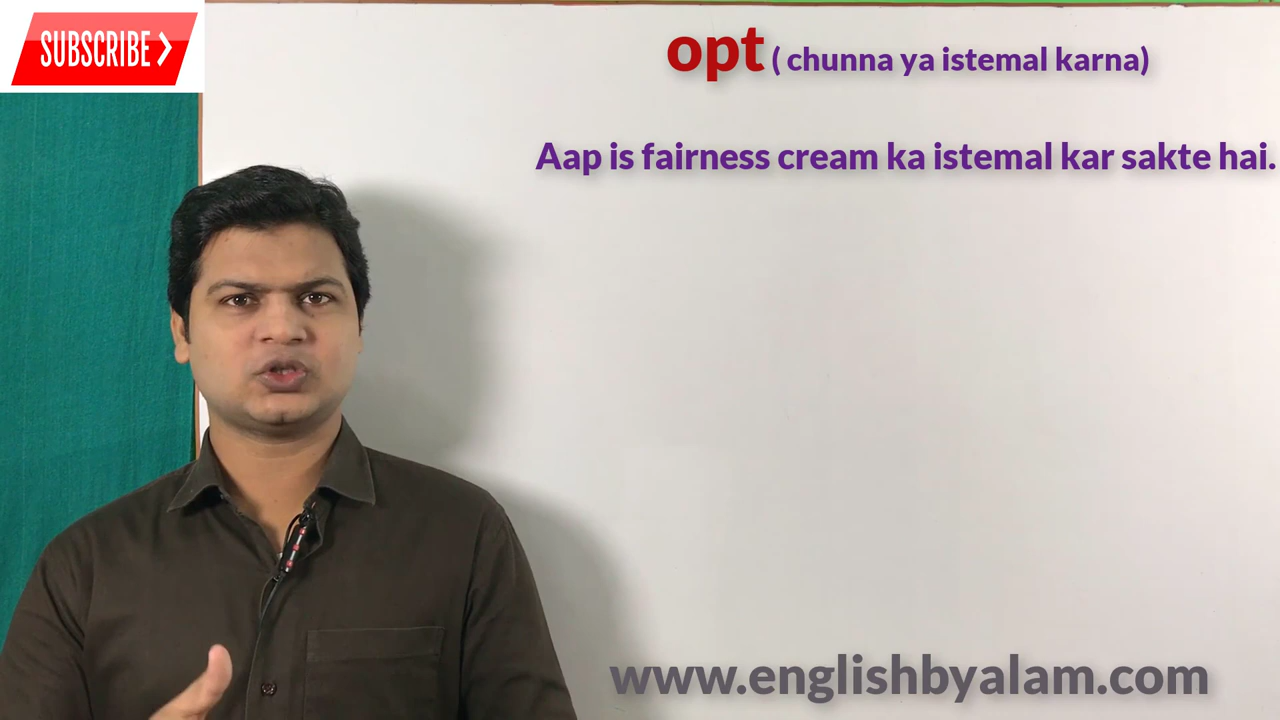 SUBSCRIBE
opt ( chunna ya istemal karna)
Aap is fairness cream ka istemal kar sakte hai.
www.englishbyalam.com